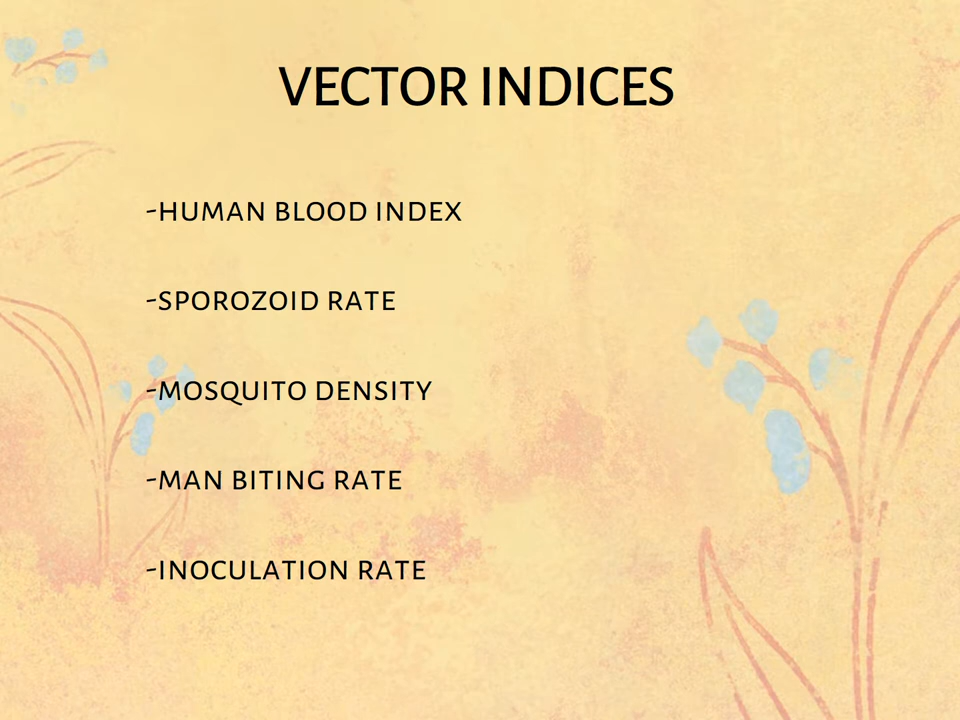 VECTOR INDICES
-HUMAN BLOOD INDEX
-SPOROZOID RATE
-MOSQUITO DENSITY
-MAN BITING RATE
-INOCULATION RATE